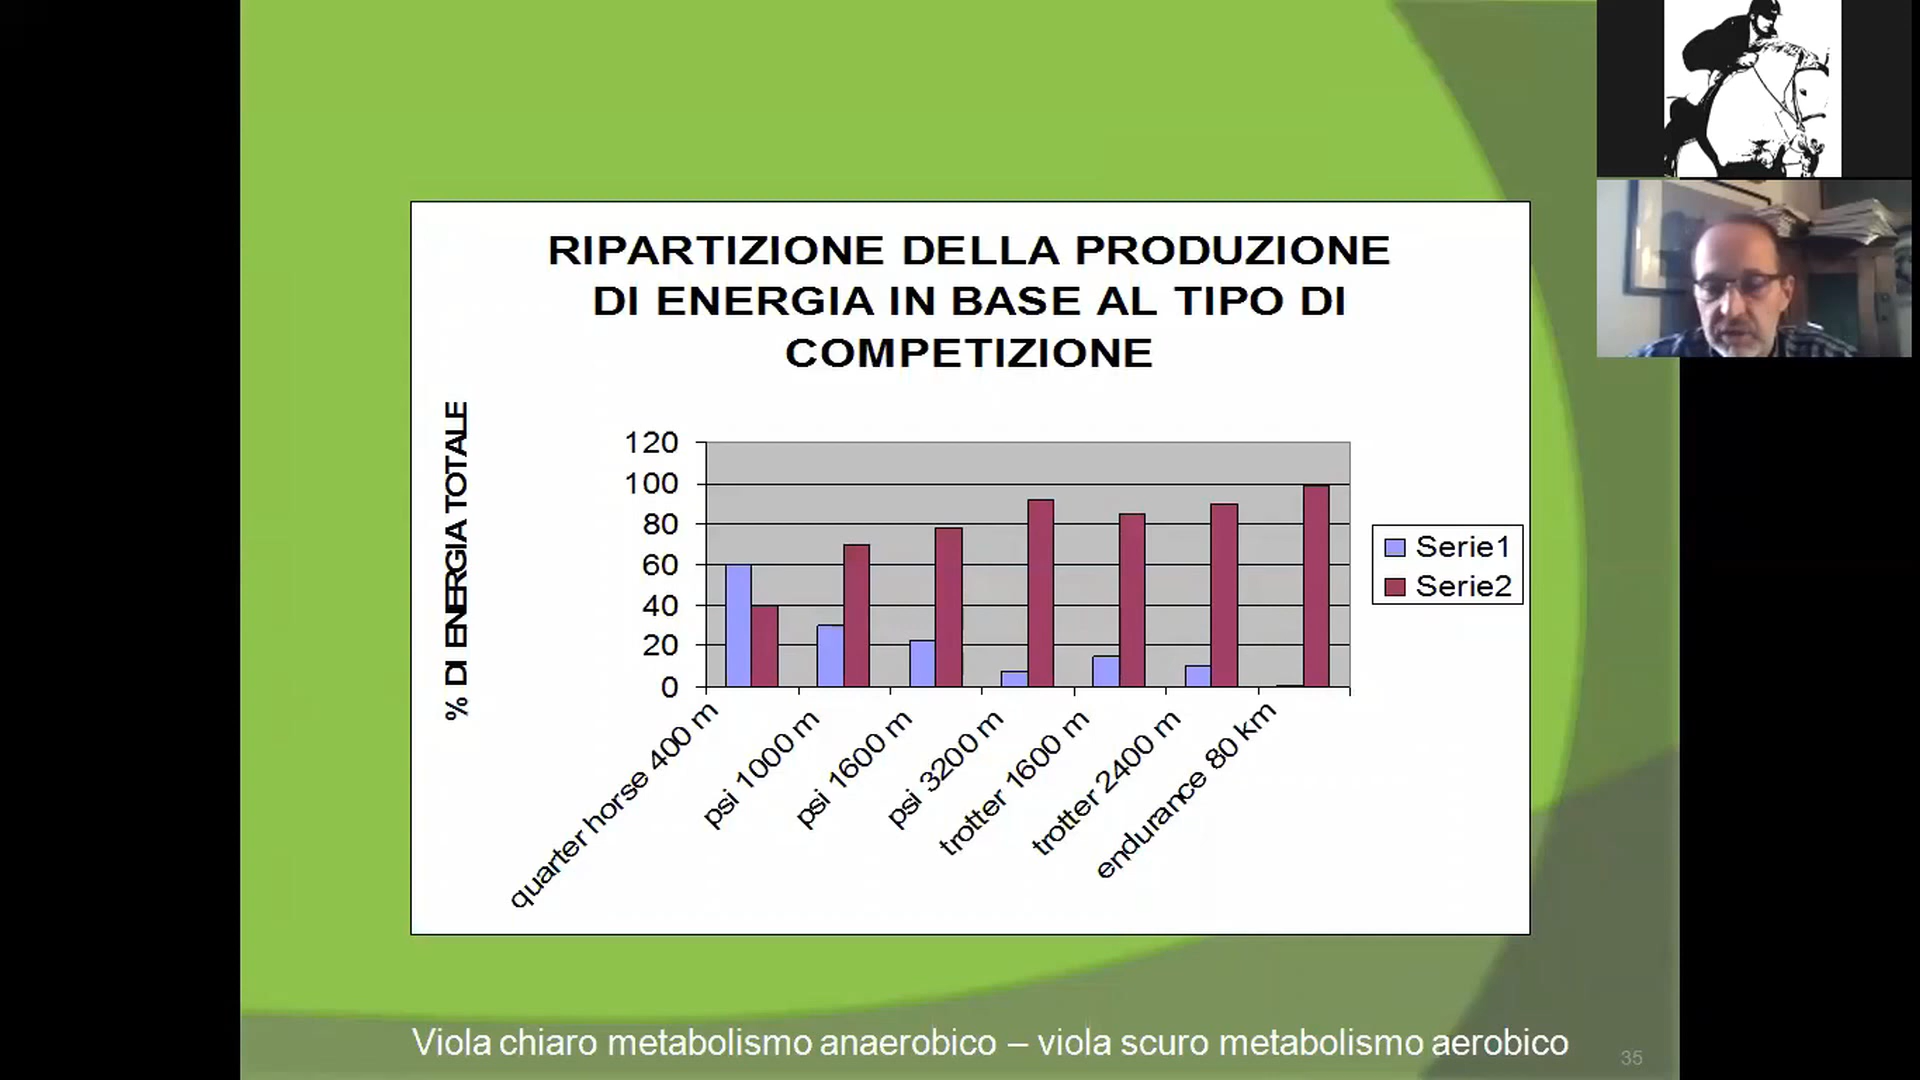 RIPARTIZIONE DELLA PRODUZIONE
DI ENERGIA IN BASE AL TIPO DI
COMPETIZIONE
% DI ENERGIA TOTALE
120
100
80
60
40
20
0
quarter horse 400 m
psi 1000 m
psi 1600 m
psi 3200 m
trotter 1600 m
trotter 2400 m
endurance 80 km
Serie1
Serie2
Viola chiaro metabolismo anaerobico – viola scuro metabolismo aerobico
35